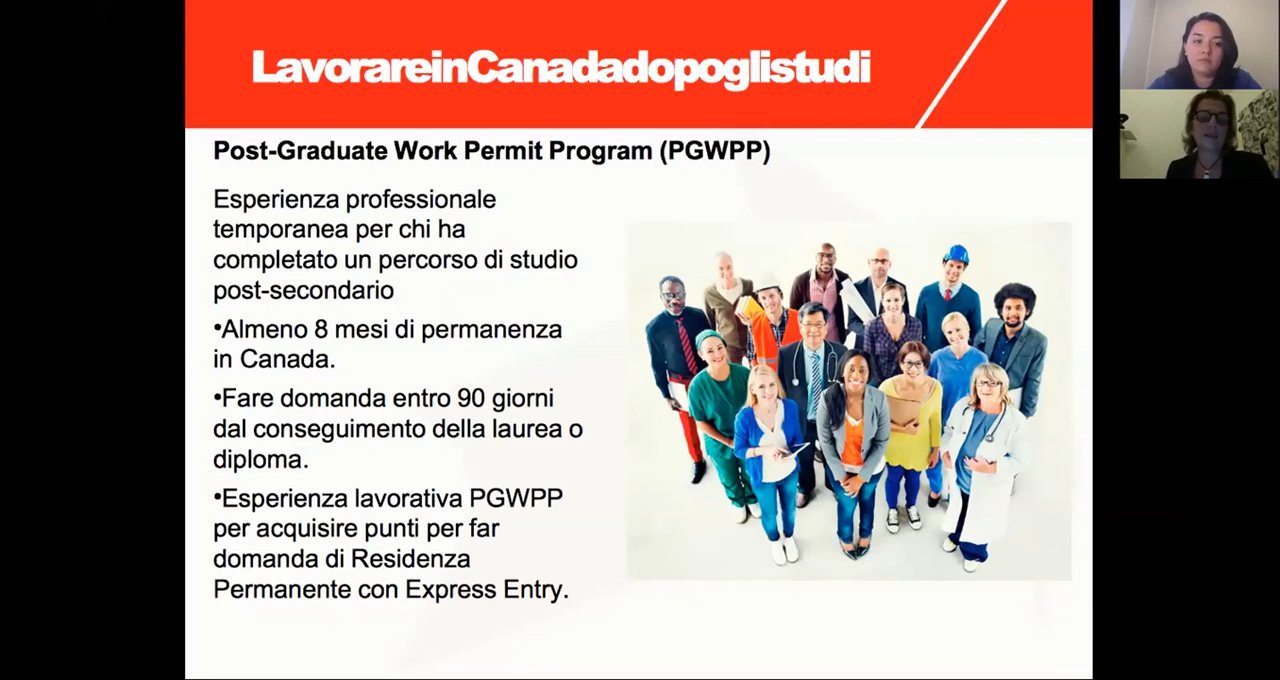 LavorareinCanadadopoglistudi
Post-Graduate Work Permit Program (PGWPP)
Esperienza professionale
temporanea per chi ha
completato un percorso di studio
post-secondario
•Almeno 8 mesi di permanenza
in Canada.
•Fare domanda entro 90 giorni
dal conseguimento della laurea o
diploma.
•Esperienza lavorativa PGWPP
per acquisire punti per far
domanda di Residenza
Permanente con Express Entry.